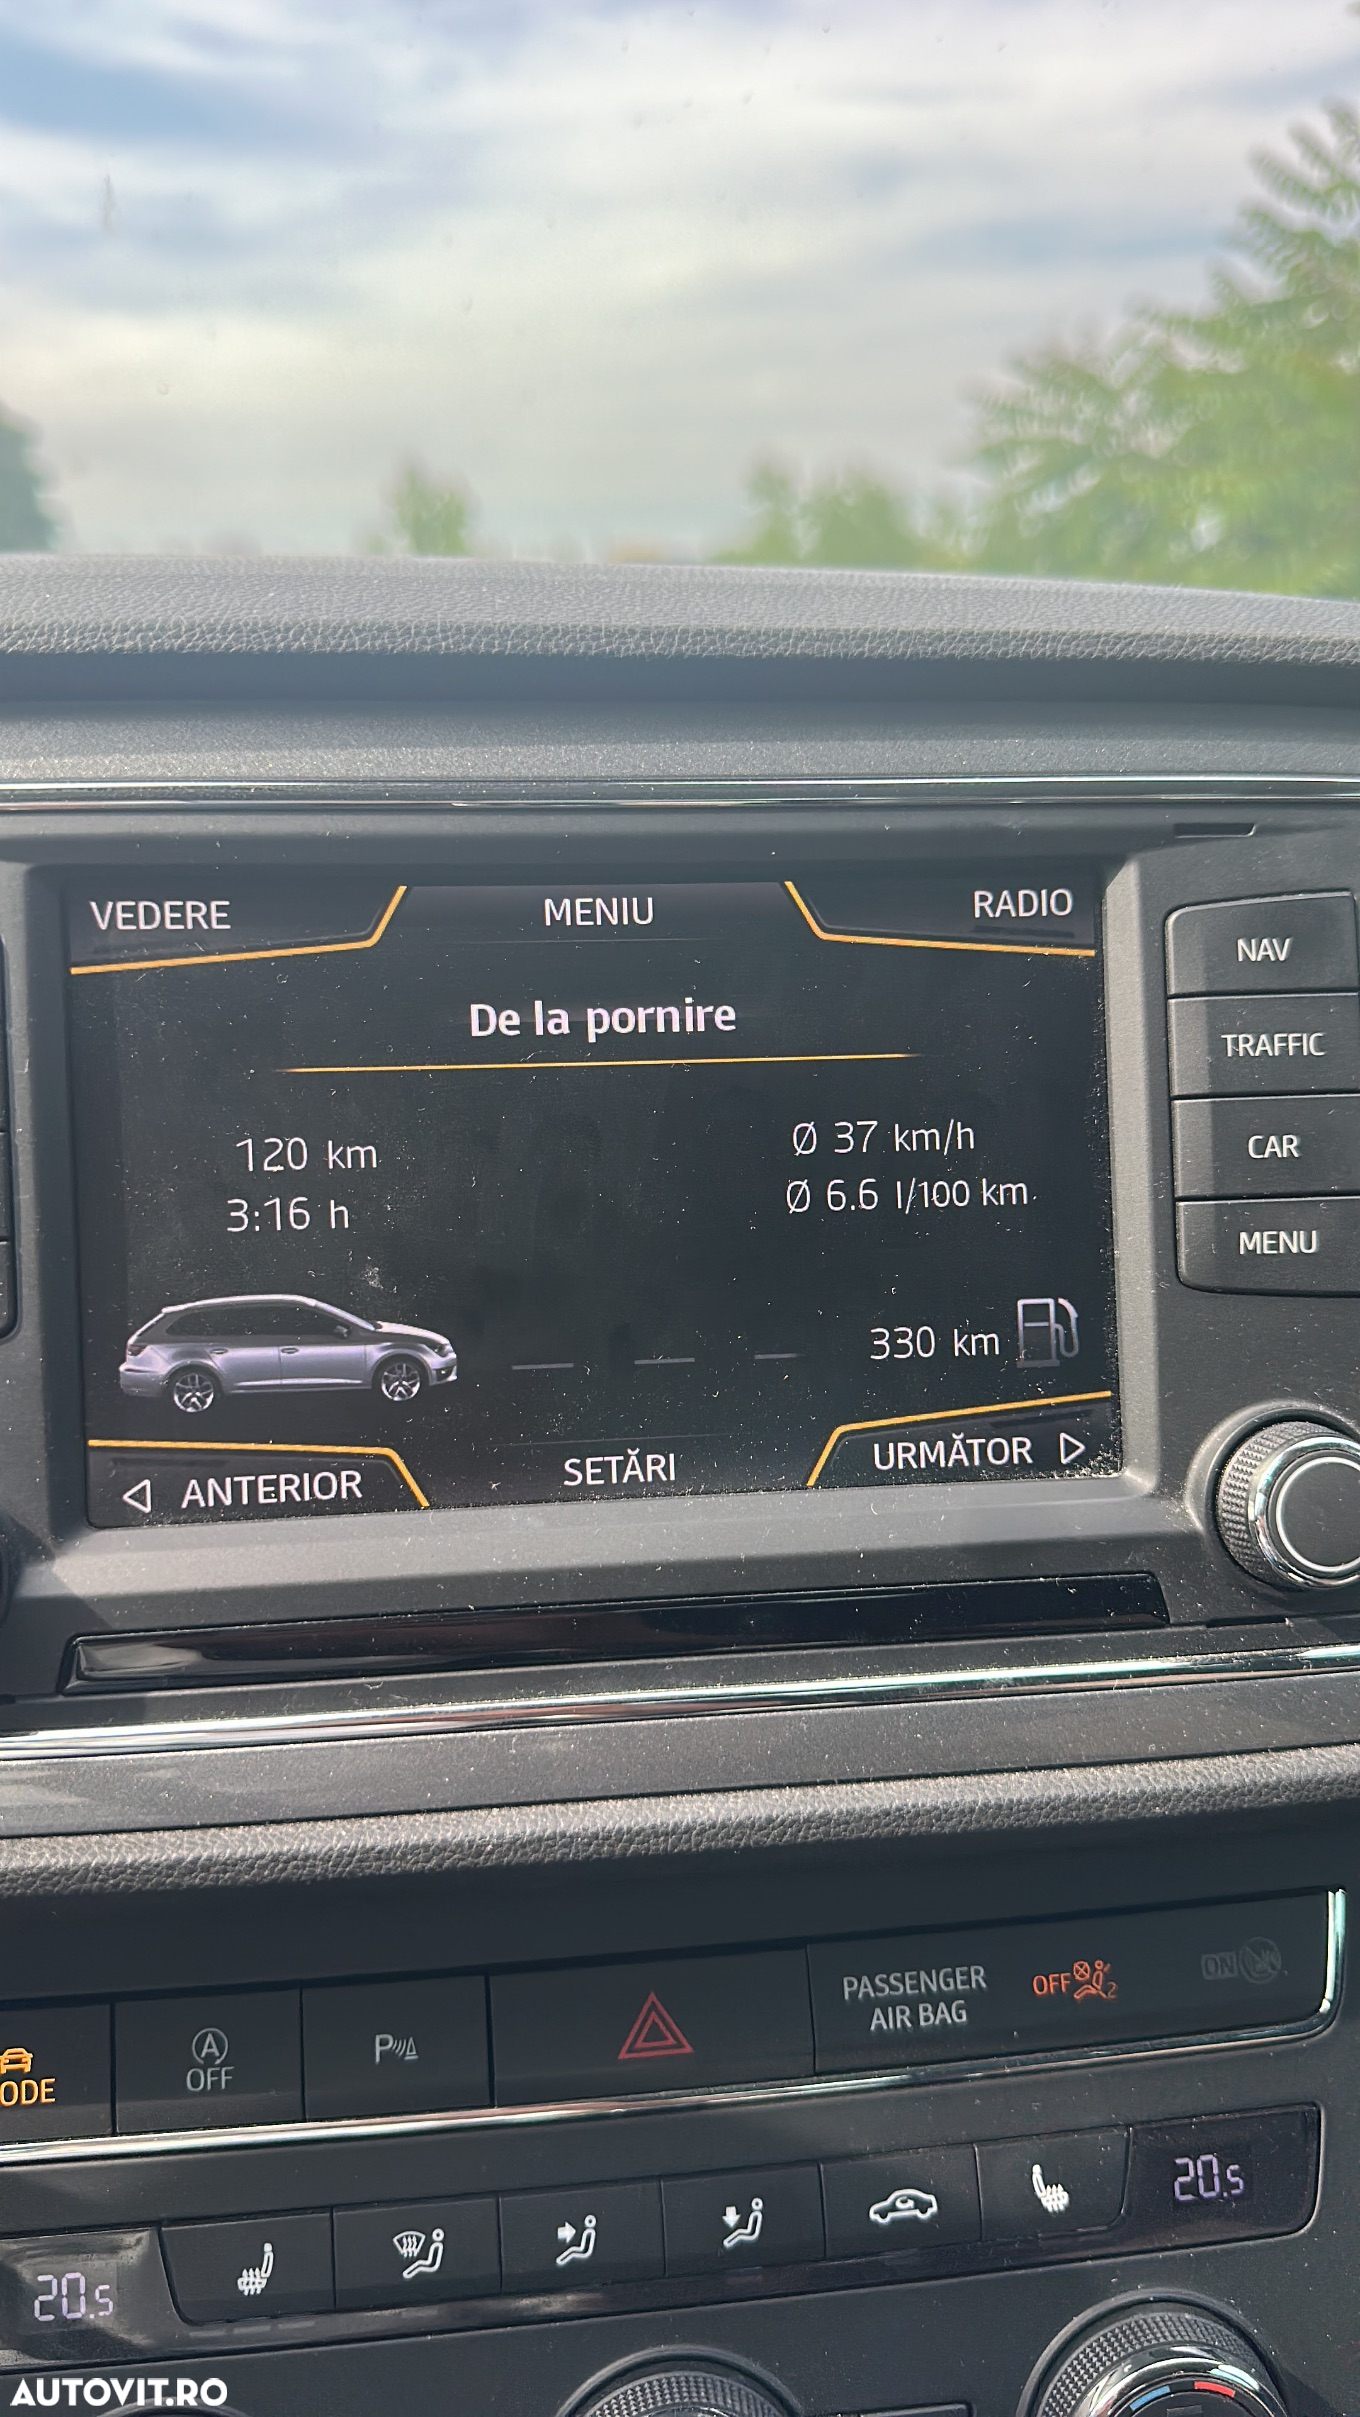 VEDERE MENIU RADIO
De la pornire
120 km Ø 37 km/h
3:16 h Ø 6.6 l/100 km
330 km
ANTERIOR SETĂRI URMĂTOR
NAV
TRAFFIC
CAR
MENU
ODE
A
OFF
P
PASSENGER
AIR BAG
OFF 2
ON
20.5
20.5
AUTOVIT.RO